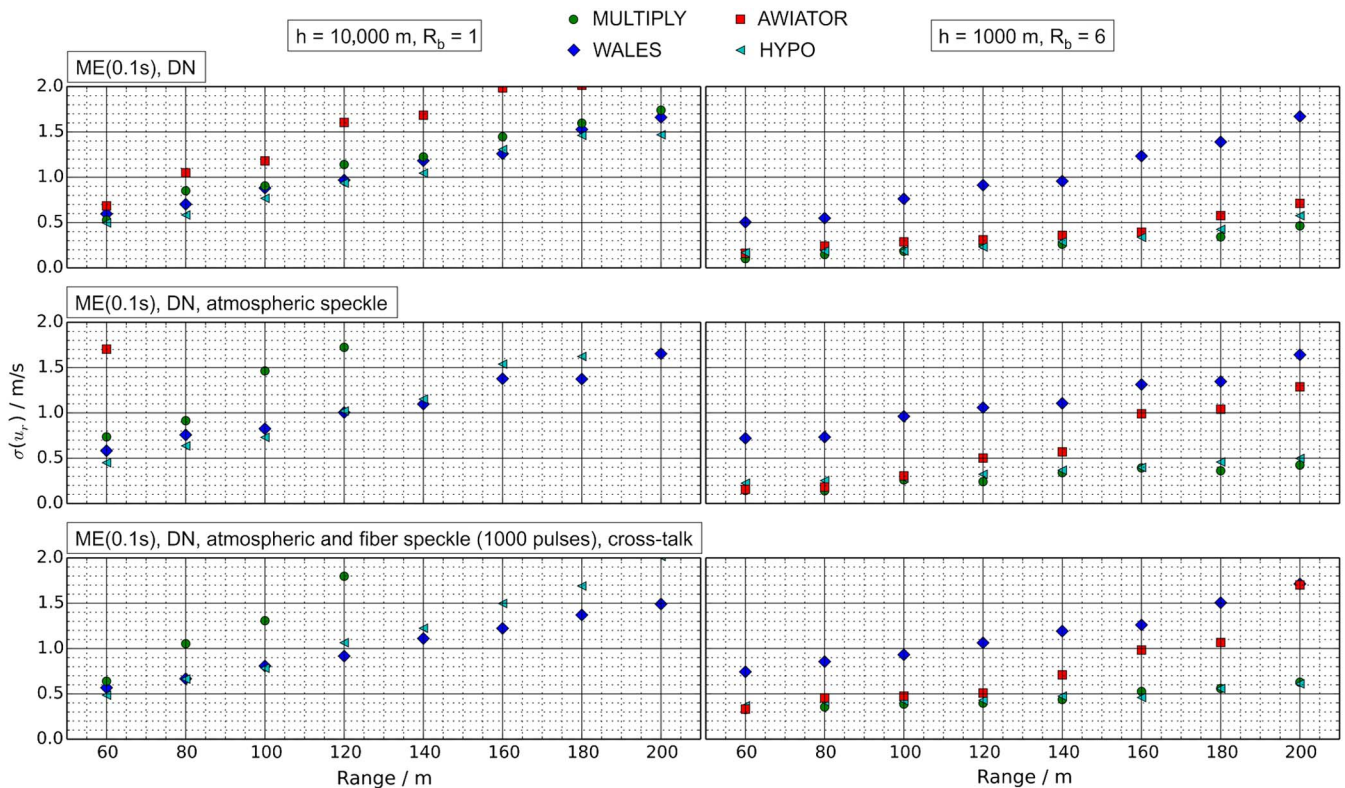 MULTIPLY AWIATOR
h = 10,000 m, R_b = 1 WALES HYPO h = 1000 m, R_b = 6
ME(0.1s), DN
2.0
1.5
1.0
0.5
0.0
ME(0.1s), DN, atmospheric speckle
2.0
1.5
1.0
0.5
0.0
σ(u_r) / m/s
ME(0.1s), DN, atmospheric and fiber speckle (1000 pulses), cross-talk
2.0
1.5
1.0
0.5
0.0
60 80 100 120 140 160 180 200 60 80 100 120 140 160 180 200
Range / m Range / m